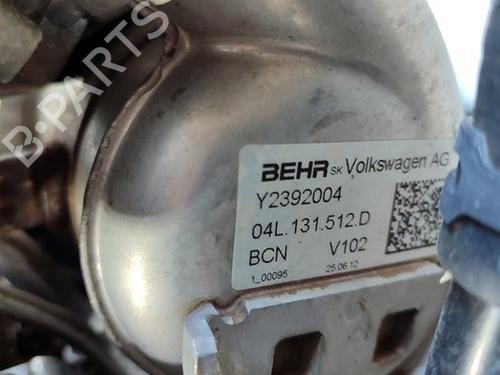 BEHR SK Volkswagen AG
Y2392004
04L.131.512.D
BCN V102
1_00095 25.06.12
B-PARTS